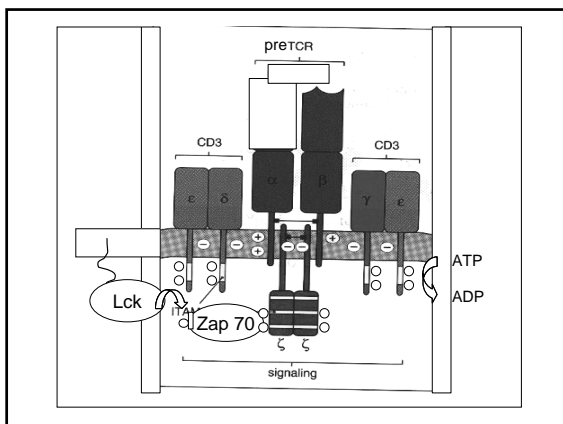 preTCR
CD3
CD3
ε
δ
α
β
γ
ε
− − + + − − + − −
ATP
ADP
Lck
ITAM
Zap 70
ζ ζ
signaling